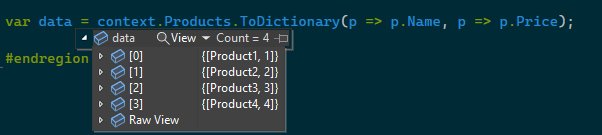 var data = context.Products.ToDictionary(p => p.Name, p => p.Price);
data View Count = 4
#endregion
[0] {[Product1, 1]}
[1] {[Product2, 2]}
[2] {[Product3, 3]}
[3] {[Product4, 4]}
Raw View